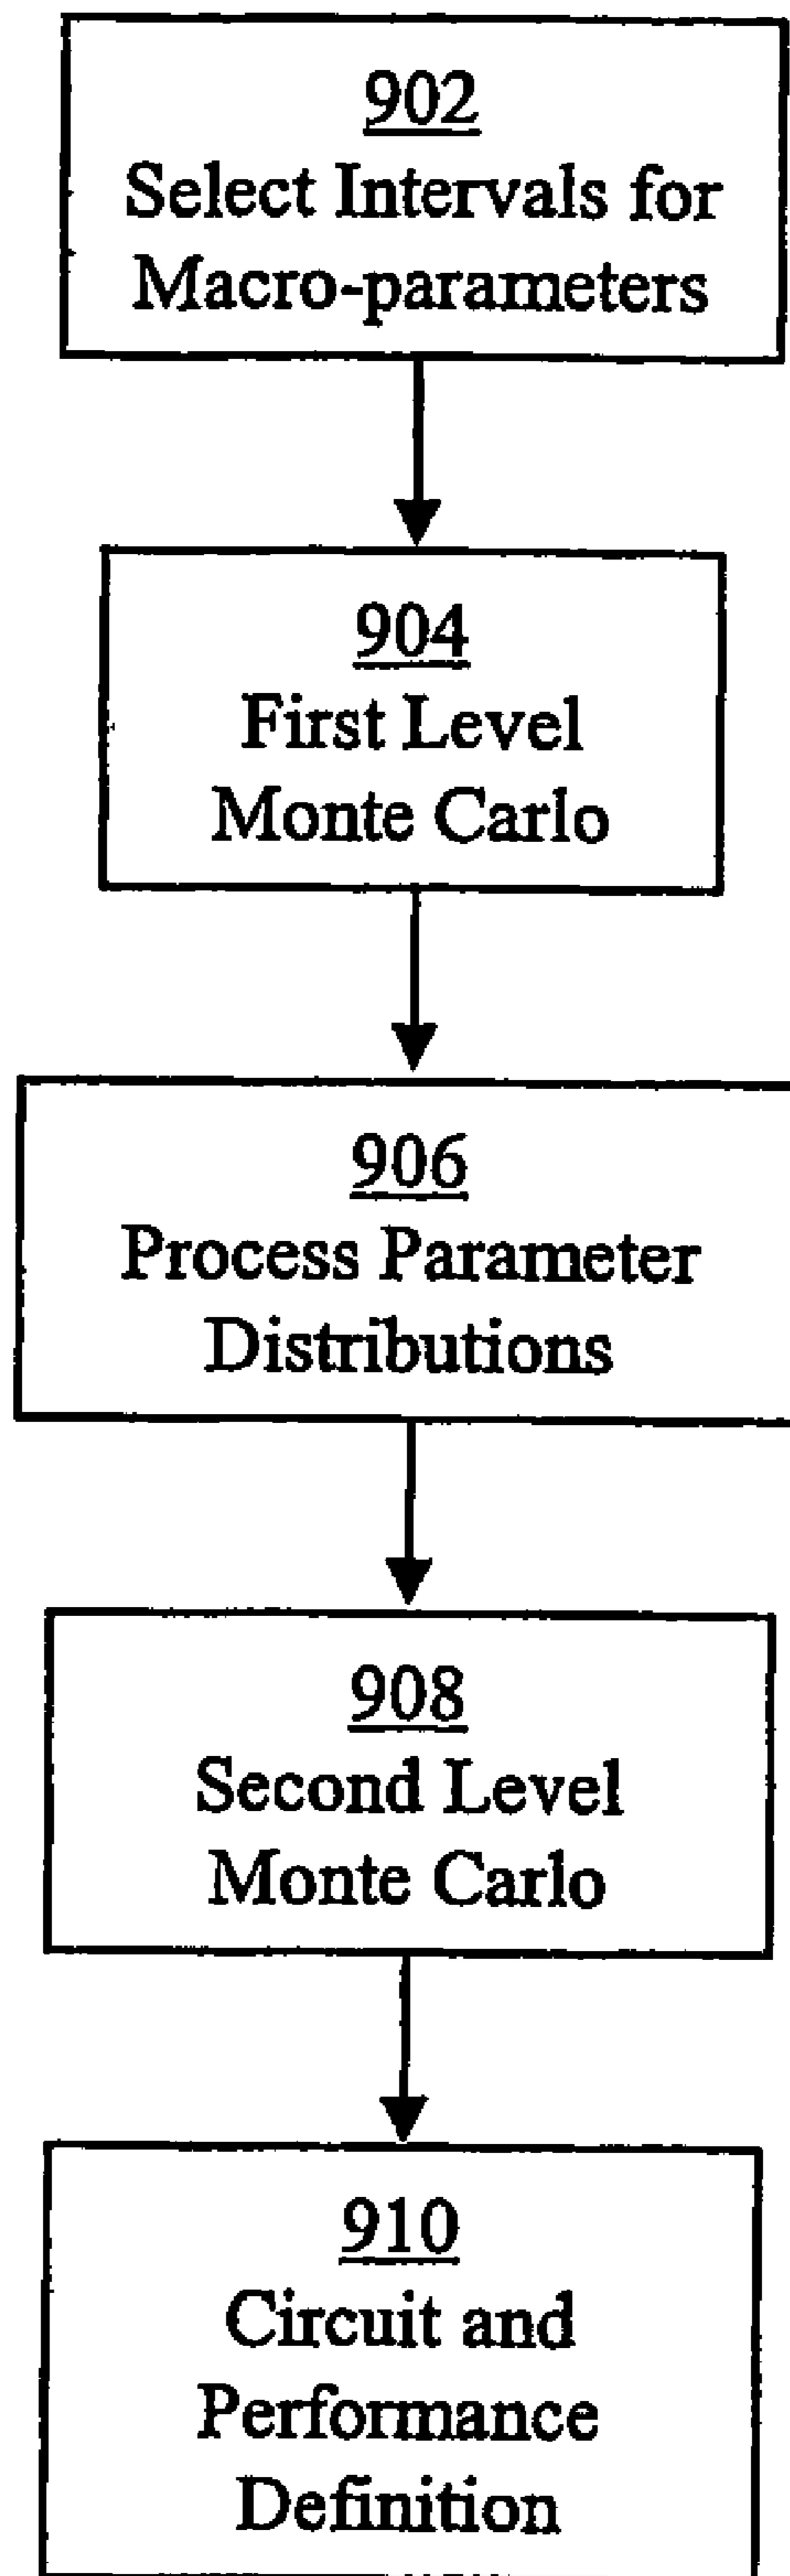 902
Select Intervals for
Macro-parameters
904
First Level
Monte Carlo
906
Process Parameter
Distributions
908
Second Level
Monte Carlo
910
Circuit and
Performance
Definition